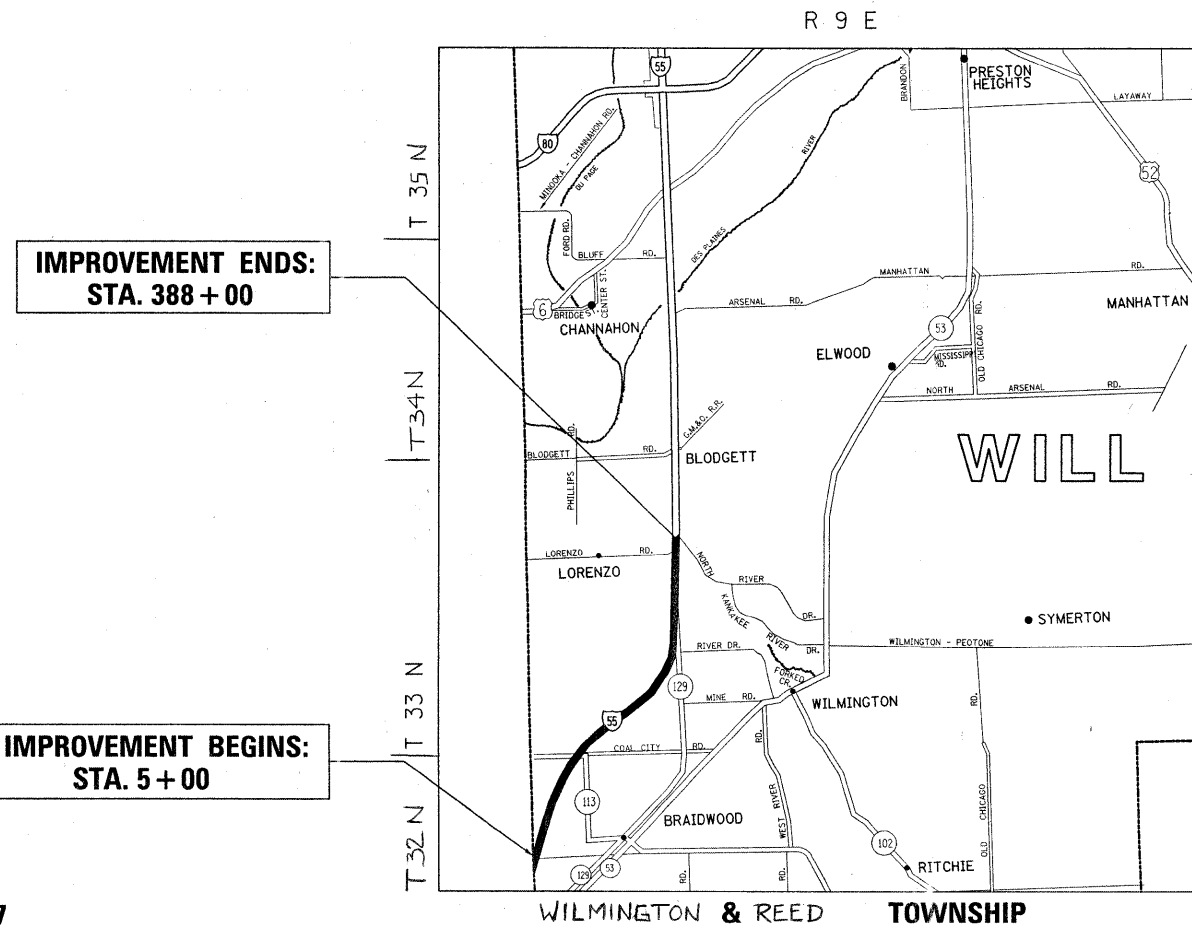 R 9 E
55
PRESTON
HEIGHTS
BRANDON
LAYAWAY
80
MINOOKA - CHANNAHON RD.
DU PAGE
RIVER
52
T 35 N
FORD RD.
BLUFF RD.
CENTER ST.
DES PLAINES
MANHATTAN RD.
IMPROVEMENT ENDS:
STA. 388+00
6
BRIDGE ST.
CHANNAHON
ARSENAL RD.
MANHATTAN
53
OLD CHICAGO RD.
ELWOOD
MISSISSIPPI
RD.
NORTH ARSENAL RD.
T34N
G.M.&O. R.R.
BLODGETT RD.
BLODGETT
PHILLIPS RD.
WILL
LORENZO RD.
LORENZO
NORTH RIVER DR.
KANKAKEE RIVER DR.
SYMERTON
RIVER DR.
WILMINGTON - PEOTONE
FORKED
CR.
T 33 N
129
MINE RD.
WILMINGTON
RD.
55
IMPROVEMENT BEGINS:
STA. 5+00
COAL CITY RD.
RD.
113
BRAIDWOOD
WEST RIVER
OLD CHICAGO
T32N
102
RITCHIE
129
53
RD.
RD.
7
WILMINGTON & REED TOWNSHIP